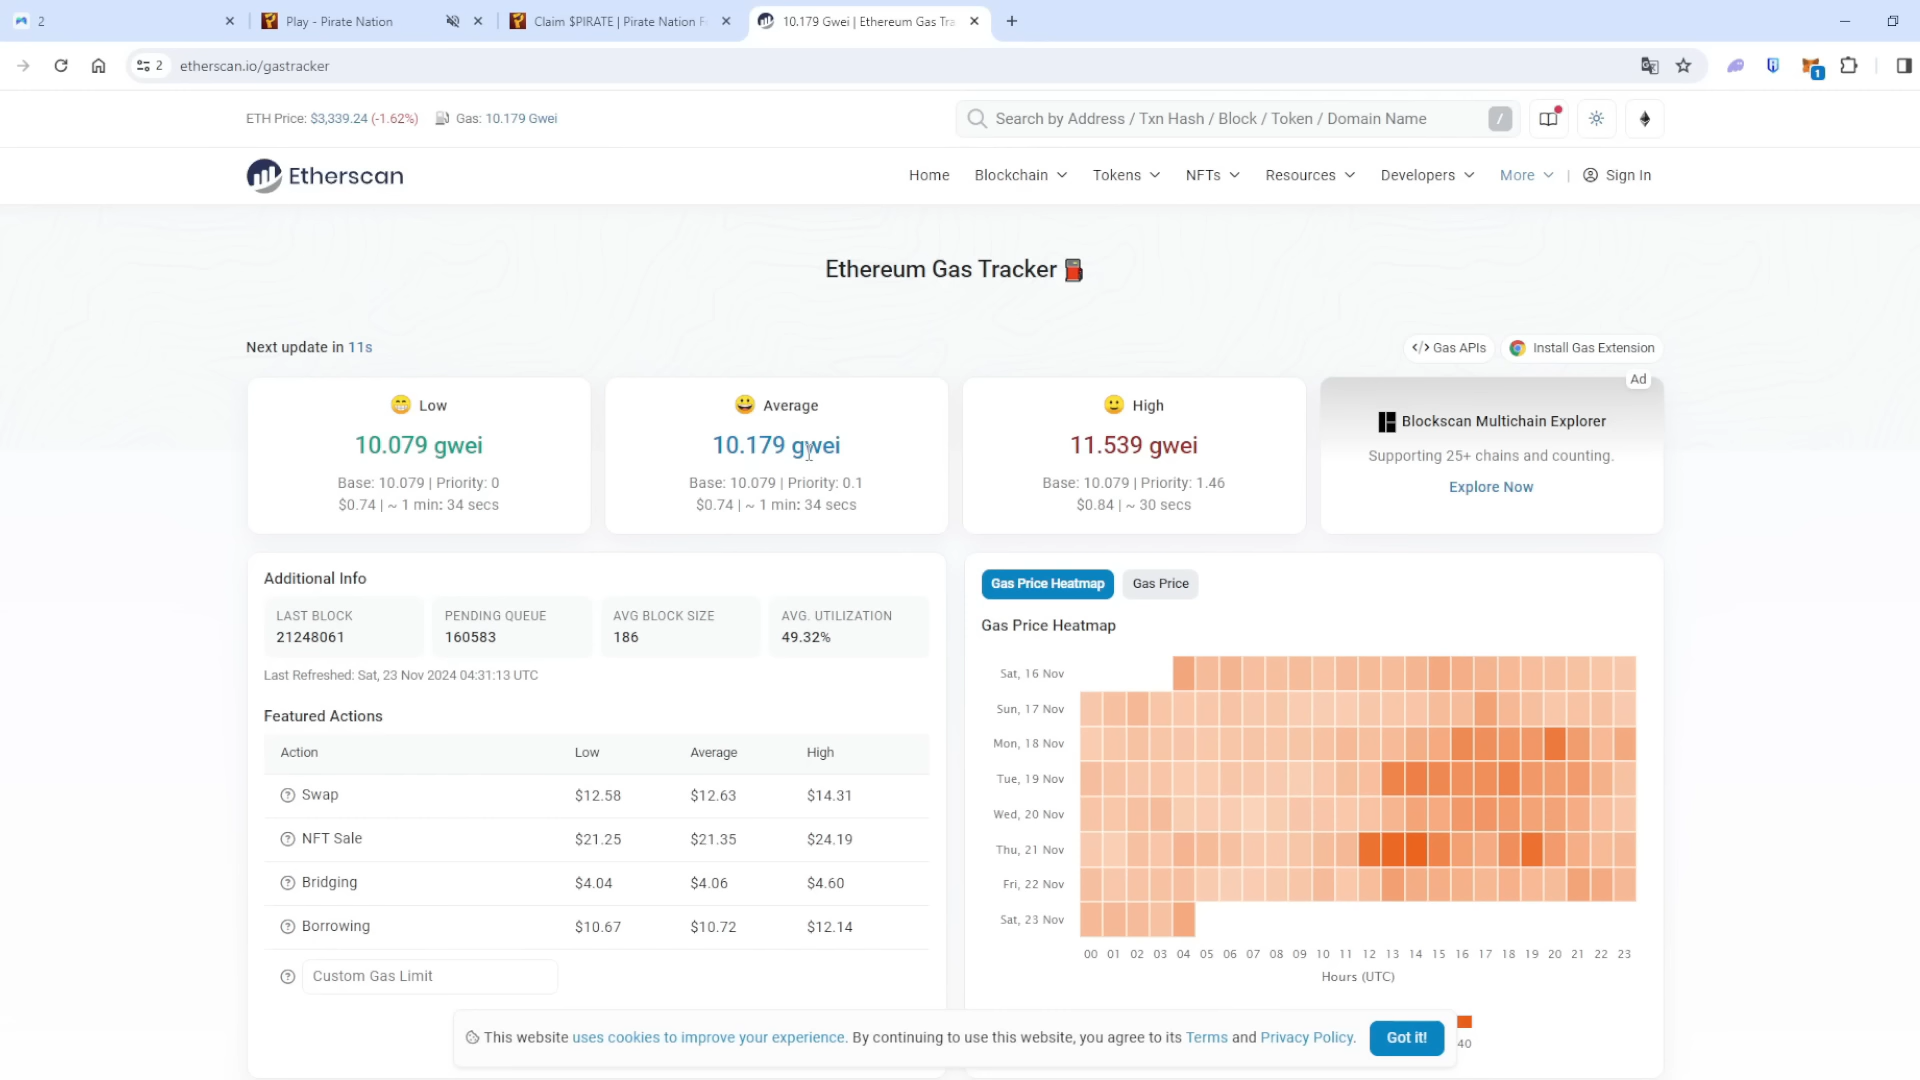 2
Play - Pirate Nation
Claim $PIRATE | Pirate Nation F
10.179 Gwei | Ethereum Gas Tra
2
etherscan.io/gastracker
1
ETH Price: $3,339.24 (-1.62%)
Gas: 10.179 Gwei
Search by Address / Txn Hash / Block / Token / Domain Name
/
Etherscan
Home
Blockchain
Tokens
NFTs
Resources
Developers
More
|
Sign In
Ethereum Gas Tracker
Next update in 11s
</> Gas APIs
Install Gas Extension
Low
10.079 gwei
Base: 10.079 | Priority: 0
$0.74 | ~ 1 min: 34 secs
Average
10.179 gwei
Base: 10.079 | Priority: 0.1
$0.74 | ~ 1 min: 34 secs
High
11.539 gwei
Base: 10.079 | Priority: 1.46
$0.84 | ~ 30 secs
Ad
Blockscan Multichain Explorer
Supporting 25+ chains and counting.
Explore Now
Additional Info
LAST BLOCK
21248061
PENDING QUEUE
160583
AVG BLOCK SIZE
186
AVG. UTILIZATION
49.32%
Last Refreshed: Sat, 23 Nov 2024 04:31:13 UTC
Featured Actions
Action Low Average High
Swap $12.58 $12.63 $14.31
NFT Sale $21.25 $21.35 $24.19
Bridging $4.04 $4.06 $4.60
Borrowing $10.67 $10.72 $12.14
Custom Gas Limit
Gas Price Heatmap
Gas Price
Gas Price Heatmap
Sat, 16 Nov
Sun, 17 Nov
Mon, 18 Nov
Tue, 19 Nov
Wed, 20 Nov
Thu, 21 Nov
Fri, 22 Nov
Sat, 23 Nov
00 01 02 03 04 05 06 07 08 09 10 11 12 13 14 15 16 17 18 19 20 21 22 23
Hours (UTC)
40
This website uses cookies to improve your experience. By continuing to use this website, you agree to its Terms and Privacy Policy.
Got it!